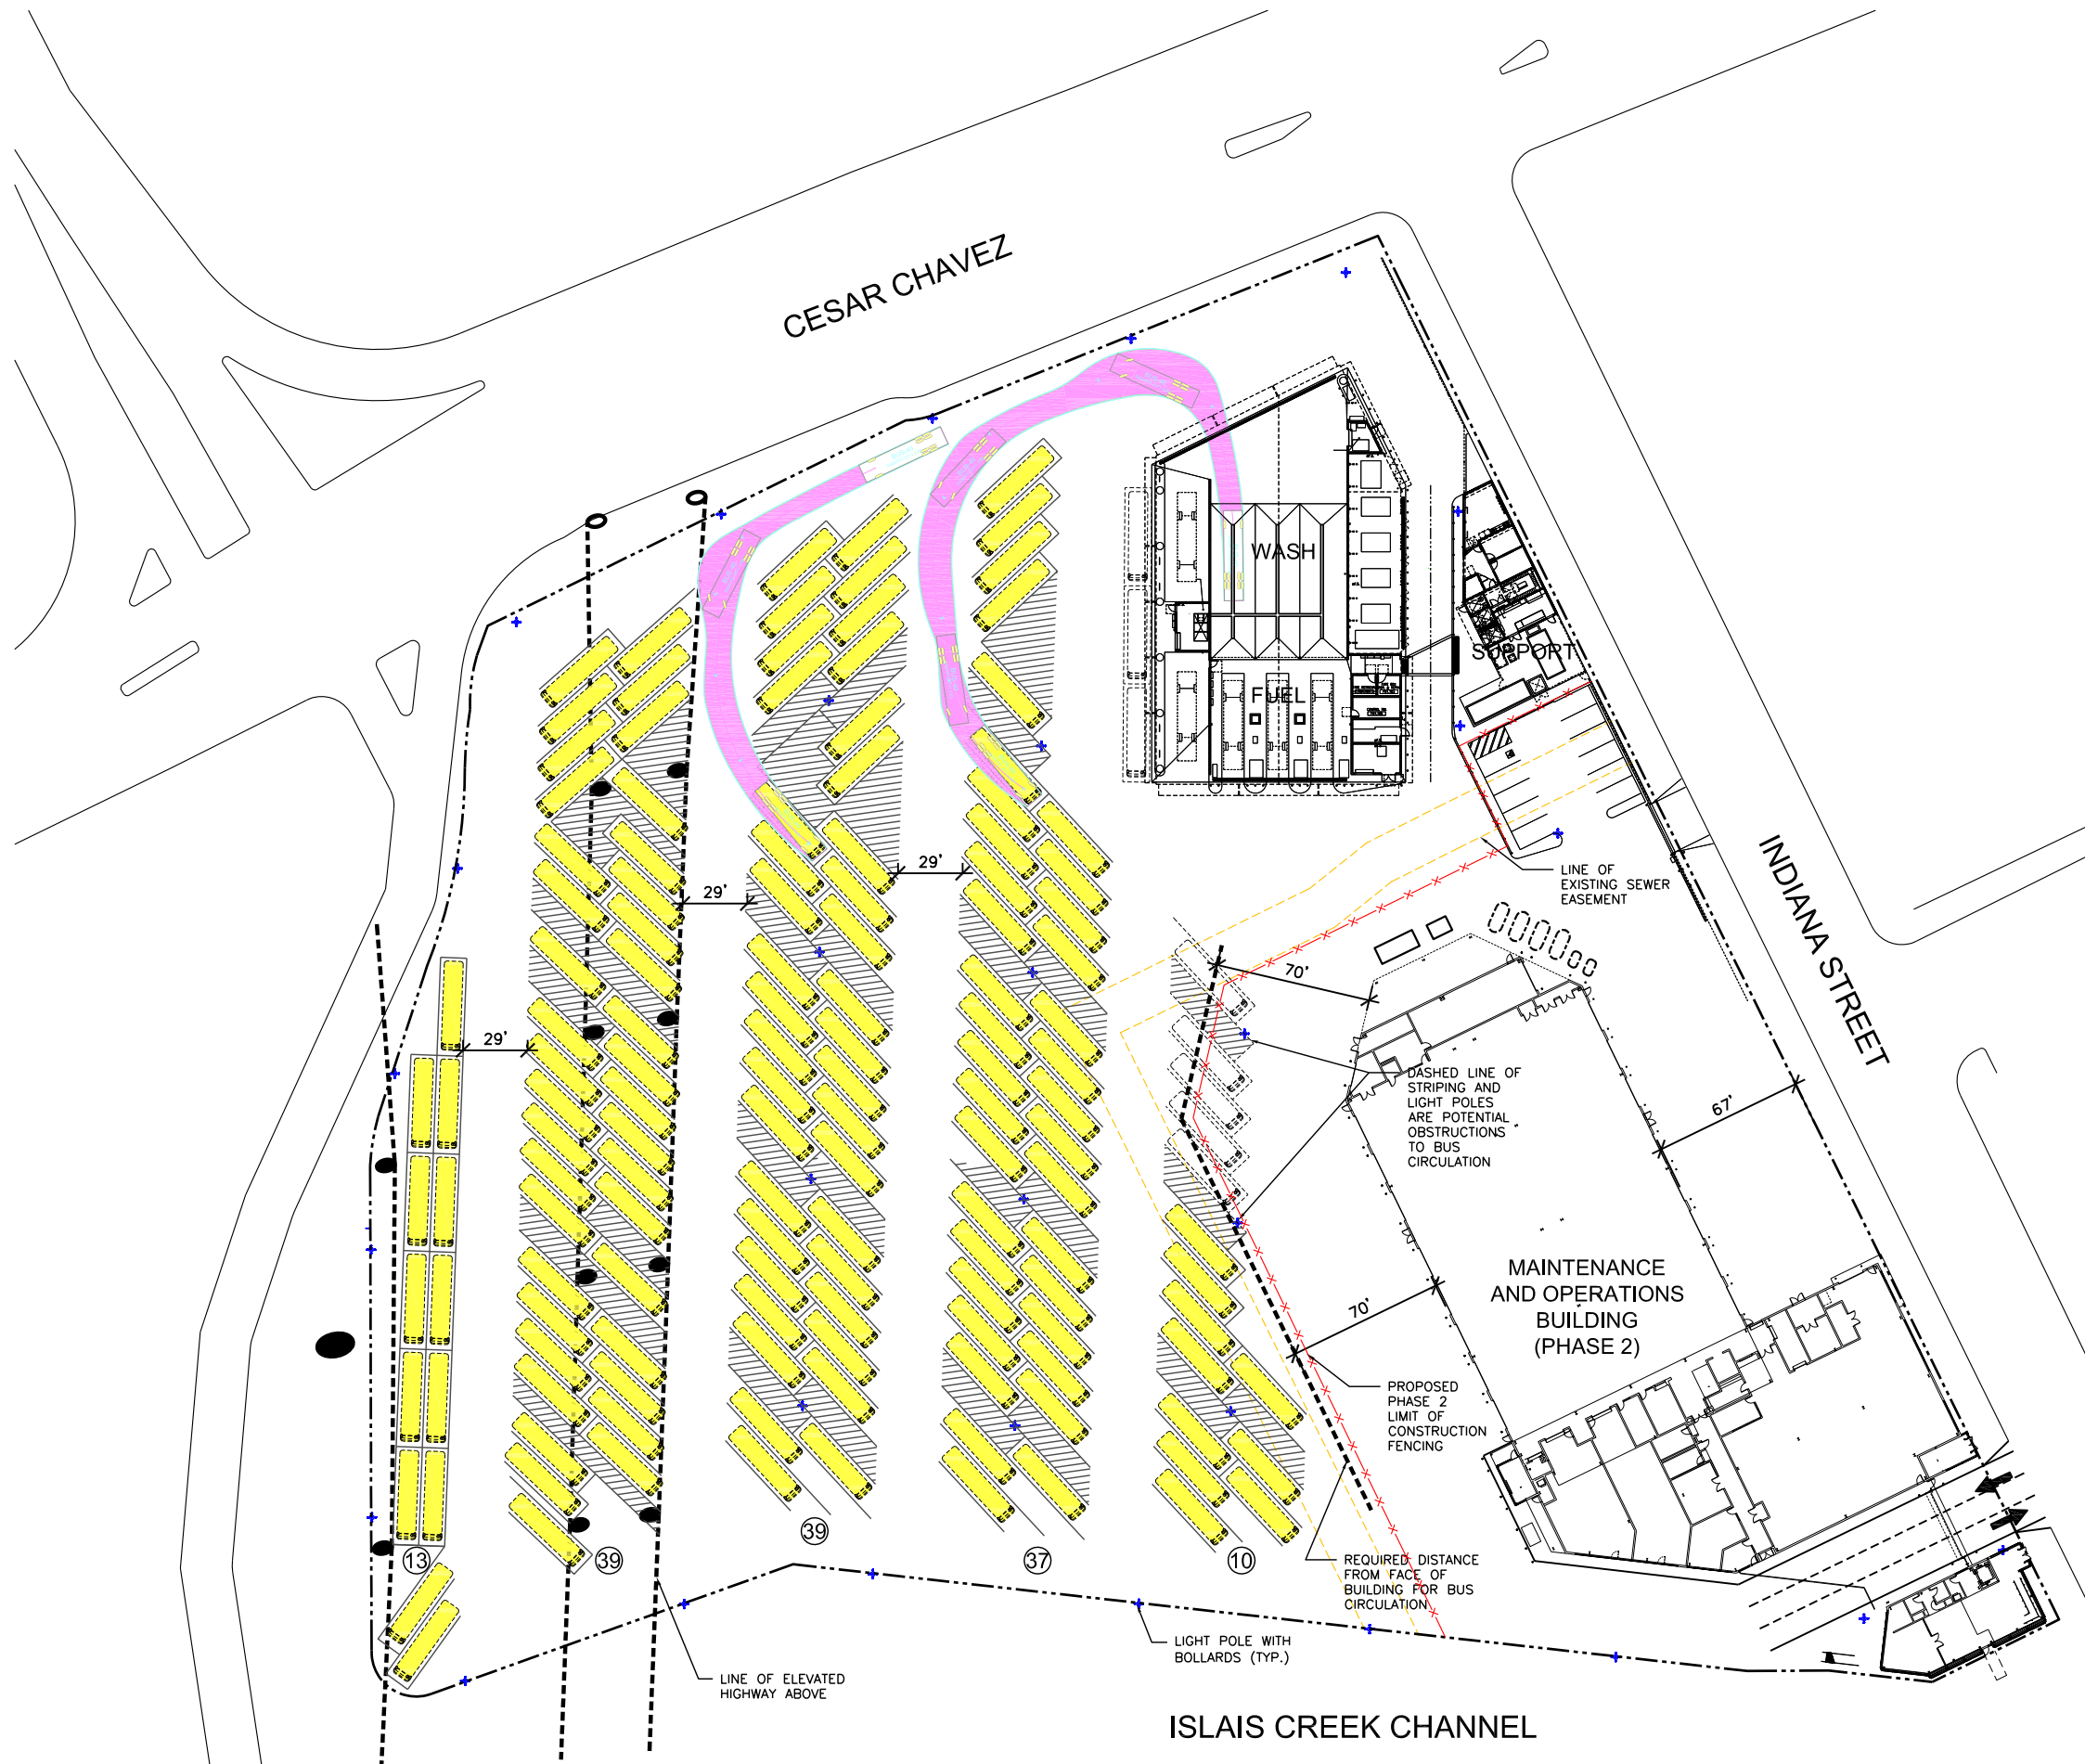 CESAR CHAVEZ
WASH
SUPPORT
FUEL
INDIANA STREET
29'
29'
29'
LINE OF
EXISTING SEWER
EASEMENT
70'
DASHED LINE OF
STRIPING AND
LIGHT POLES
ARE POTENTIAL
OBSTRUCTIONS
TO BUS
CIRCULATION
67'
MAINTENANCE
AND OPERATIONS
BUILDING
(PHASE 2)
70'
PROPOSED
PHASE 2
LIMIT OF
CONSTRUCTION
FENCING
13
39
39
37
10
REQUIRED DISTANCE
FROM FACE OF
BUILDING FOR BUS
CIRCULATION
LIGHT POLE WITH
BOLLARDS (TYP.)
LINE OF ELEVATED
HIGHWAY ABOVE
ISLAIS CREEK CHANNEL